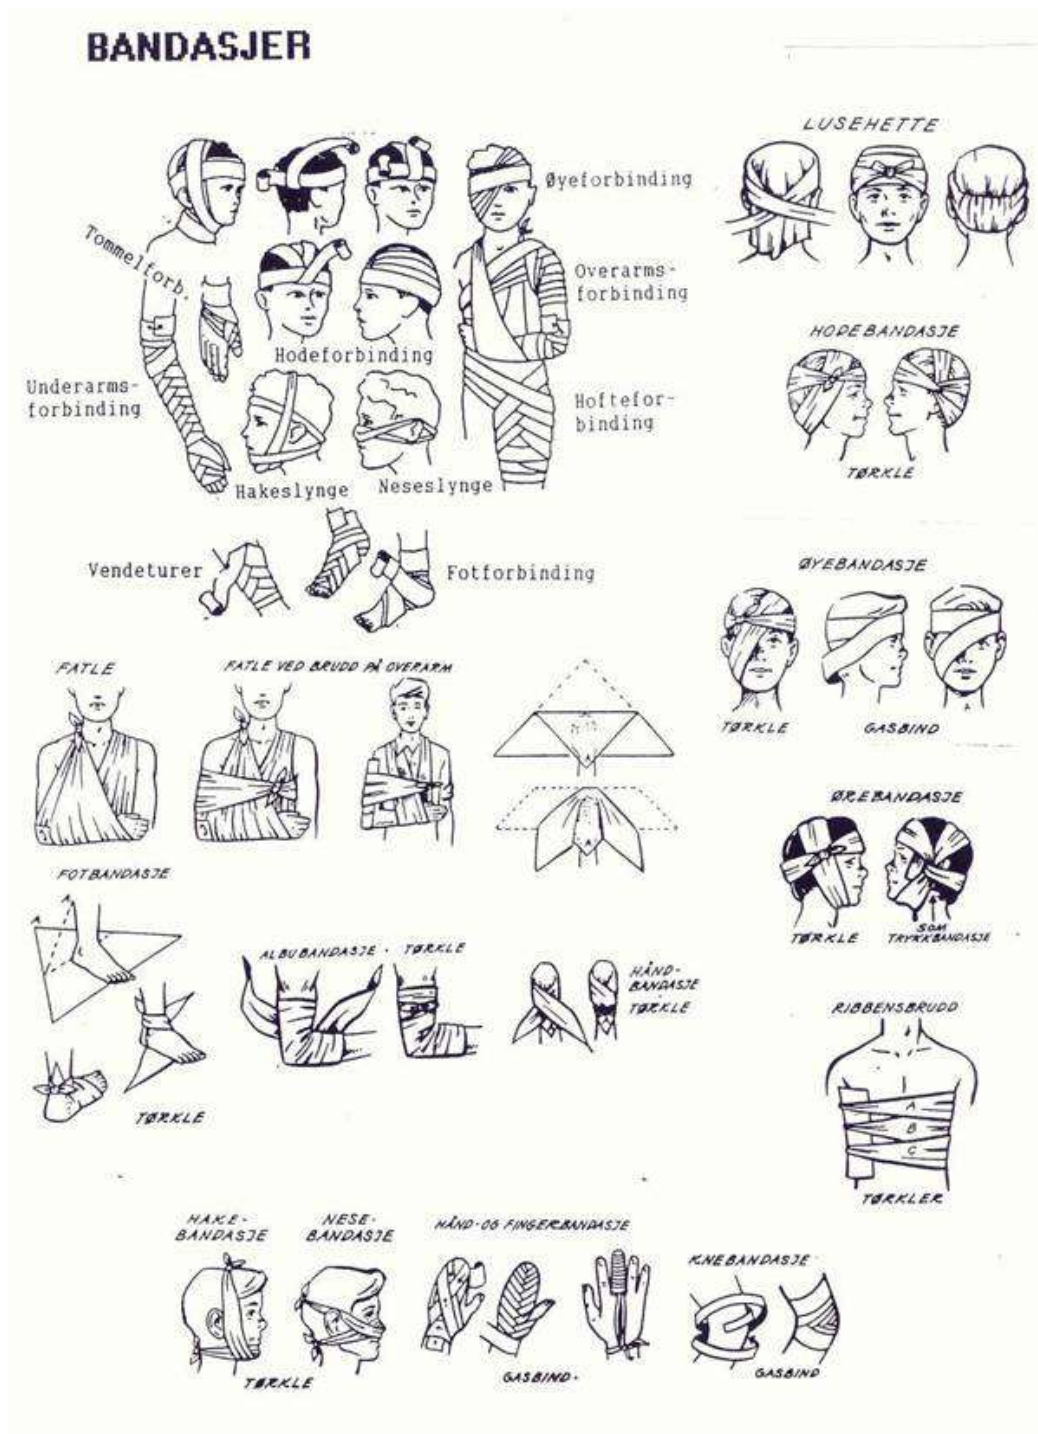 BANDASJER
LUSEHETTE
Øyeforbinding
Tommelforb.
Overarms-
forbinding
HODEBANDASJE
Hodeforbinding
Underarms-
forbinding
Hoftefor-
binding
TØRKLE
Hakeslynge
Neseslynge
Vendeturer
Fotforbinding
ØYEBANDASJE
FATLE
FATLE VED BRUDD PÅ OVERARM
TØRKLE
GASBIND
A
A
ØREBANDASJE
FOTBANDASJE
A
A
TØRKLE
SOM
TRYKKBANDASJE
ALBUBANDASJE - TØRKLE
HÅND-
BANDASJE
TØRKLE
RIBBENSBRUDD
A
B
C
TØRKLE
TØRKLER
HAKE-
BANDASJE
NESE-
BANDASJE
HÅND- OG FINGERBANDASJE
KNEBANDASJE
TØRKLE
GASBIND.
GASBIND